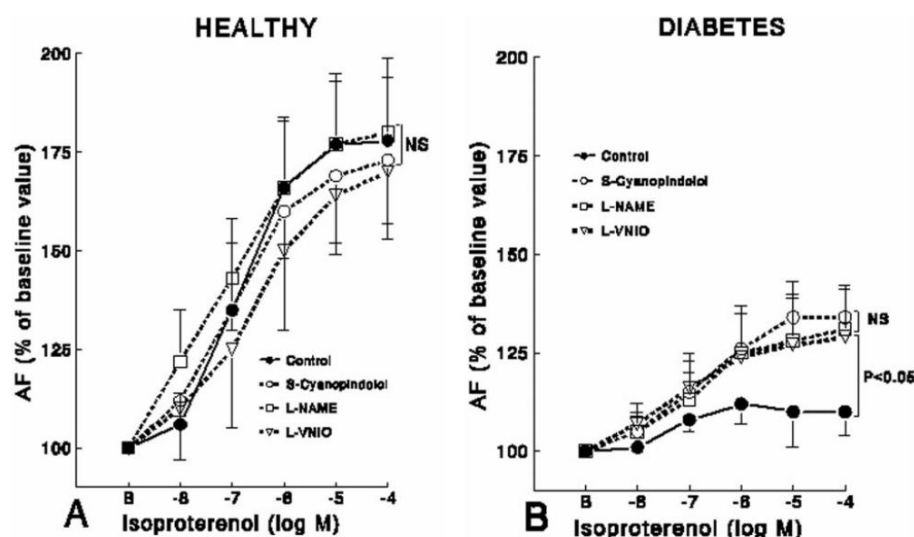 HEALTHY
AF (% of baseline value)
200
175
150
125
100
NS
Control
S-Cyanopindolol
L-NAME
L-VNIO
B -8 -7 -6 -5 -4
A
Isoproterenol (log M)
DIABETES
AF (% of baseline value)
200
175
150
125
100
Control
S-Cyanopindolol
L-NAME
L-VNIO
NS
P<0.05
B -8 -7 -6 -5 -4
B
Isoproterenol (log M)